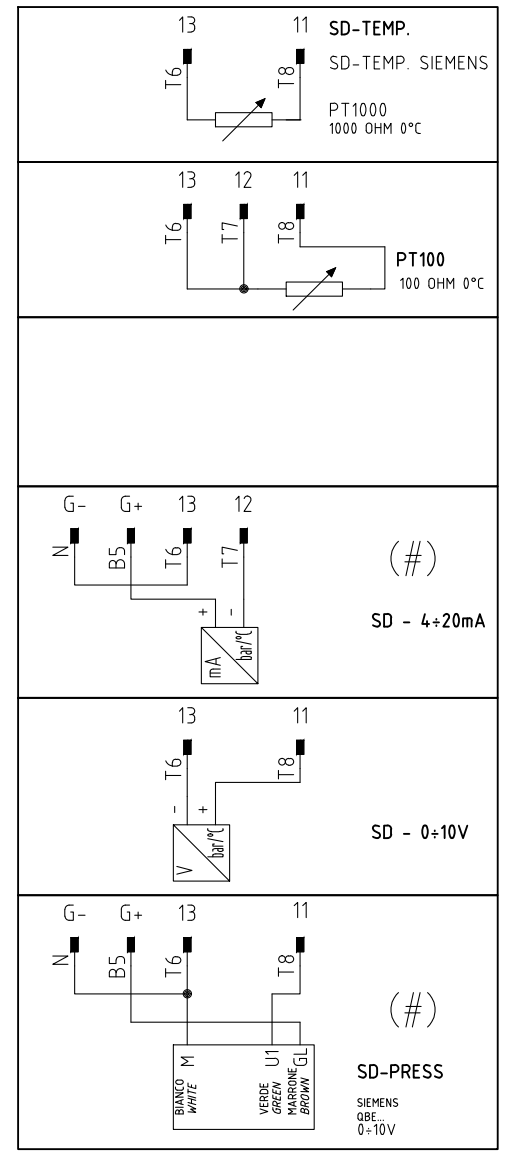 13 11 SD-TEMP.
T6 T8 SD-TEMP. SIEMENS
PT1000
1000 OHM 0°C
13 12 11
T6 T7 T8
PT100
100 OHM 0°C
G- G+ 13 12
N B5 T6 T7
(#)
+ -
mA bar/°C
SD - 4÷20mA
13 11
T6 T8
- +
V bar/°C
SD - 0÷10V
G- G+ 13 11
N B5 T6 T8
(#)
M U1 GL
BIANCO
WHITE
VERDE
GREEN
MARRONE
BROWN
SD-PRESS
SIEMENS
QBE...
0÷10V